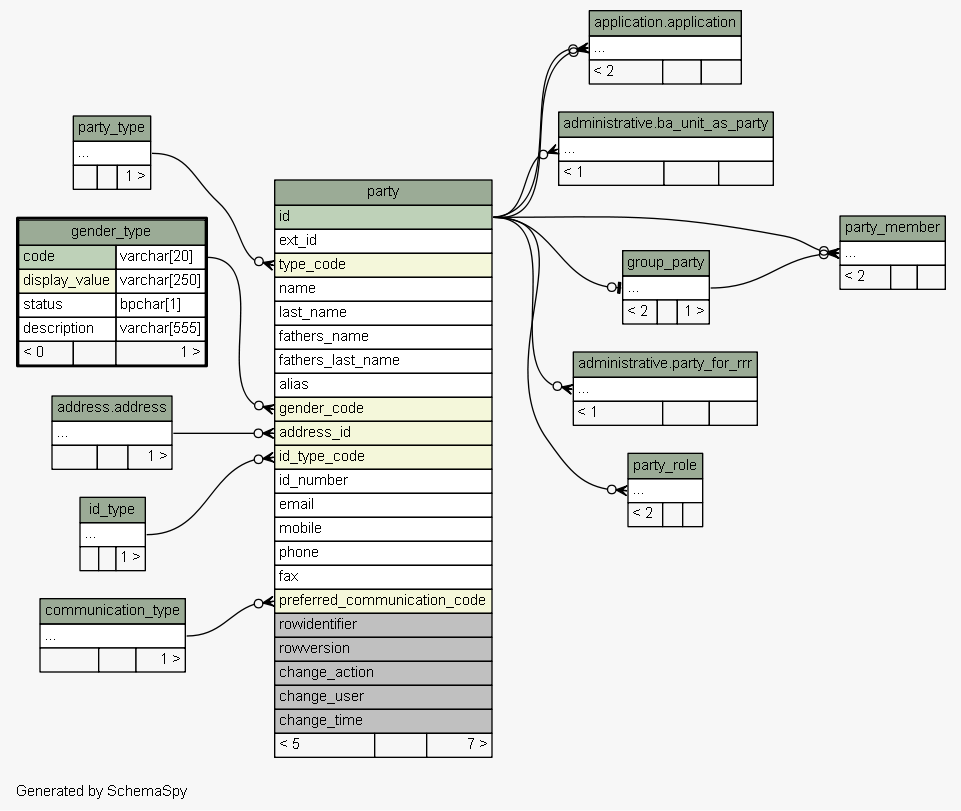 application.application
...
< 2
administrative.ba_unit_as_party
...
< 1
party_type
...
1 >
gender_type
code varchar[20]
display_value varchar[250]
status bpchar[1]
description varchar[555]
< 0 1 >
address.address
...
1 >
id_type
...
1 >
communication_type
...
1 >
party
id
ext_id
type_code
name
last_name
fathers_name
fathers_last_name
alias
gender_code
address_id
id_type_code
id_number
email
mobile
phone
fax
preferred_communication_code
rowidentifier
rowversion
change_action
change_user
change_time
< 5 7 >
party_member
...
< 2
group_party
...
< 2 1 >
administrative.party_for_rrr
...
< 1
party_role
...
< 2
Generated by SchemaSpy